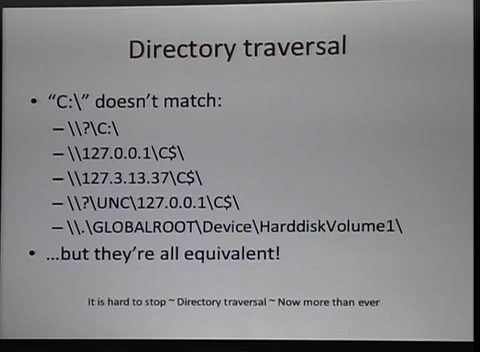 Directory traversal
• “C:\” doesn’t match:
– \\?\C:\
– \\127.0.0.1\C$\
– \\127.3.13.37\C$\
– \\?\UNC\127.0.0.1\C$\
– \\.\GLOBALROOT\Device\HarddiskVolume1\
• …but they’re all equivalent!
It is hard to stop ~ Directory traversal ~ Now more than ever